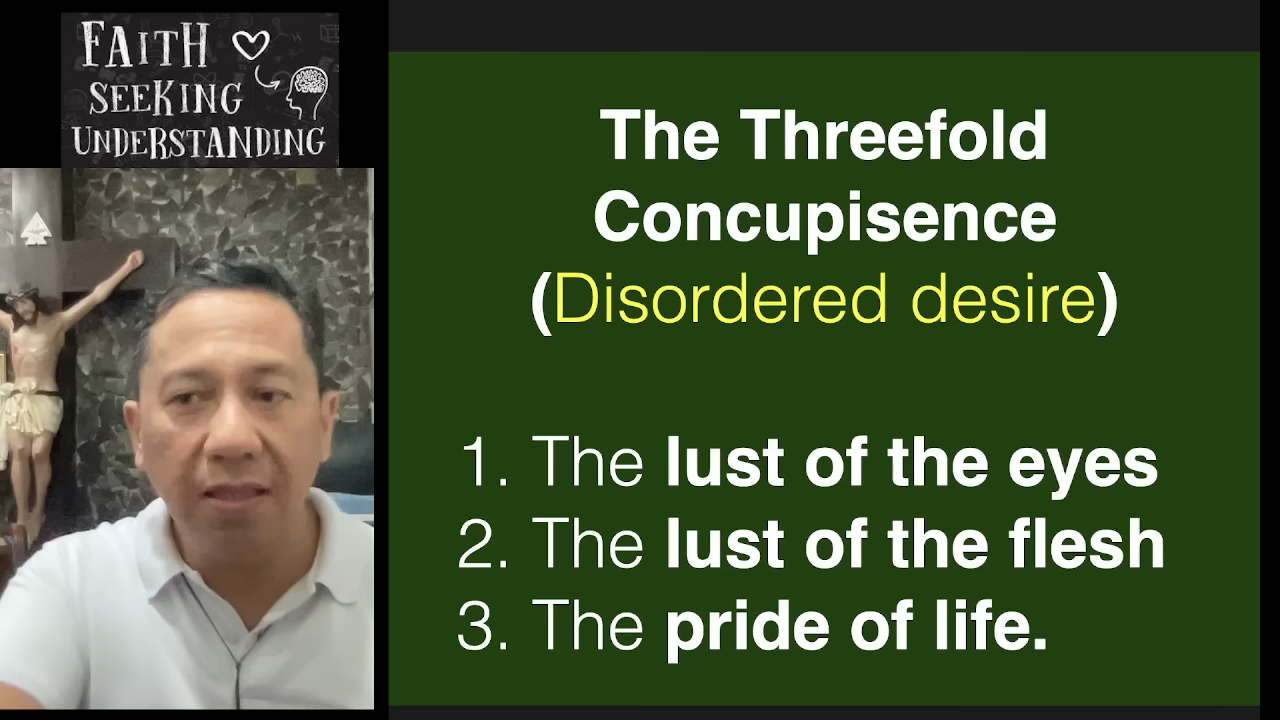 FAITH
SEEKING
UNDERSTANDING
The Threefold
Concupisence
(Disordered desire)
1. The lust of the eyes
2. The lust of the flesh
3. The pride of life.